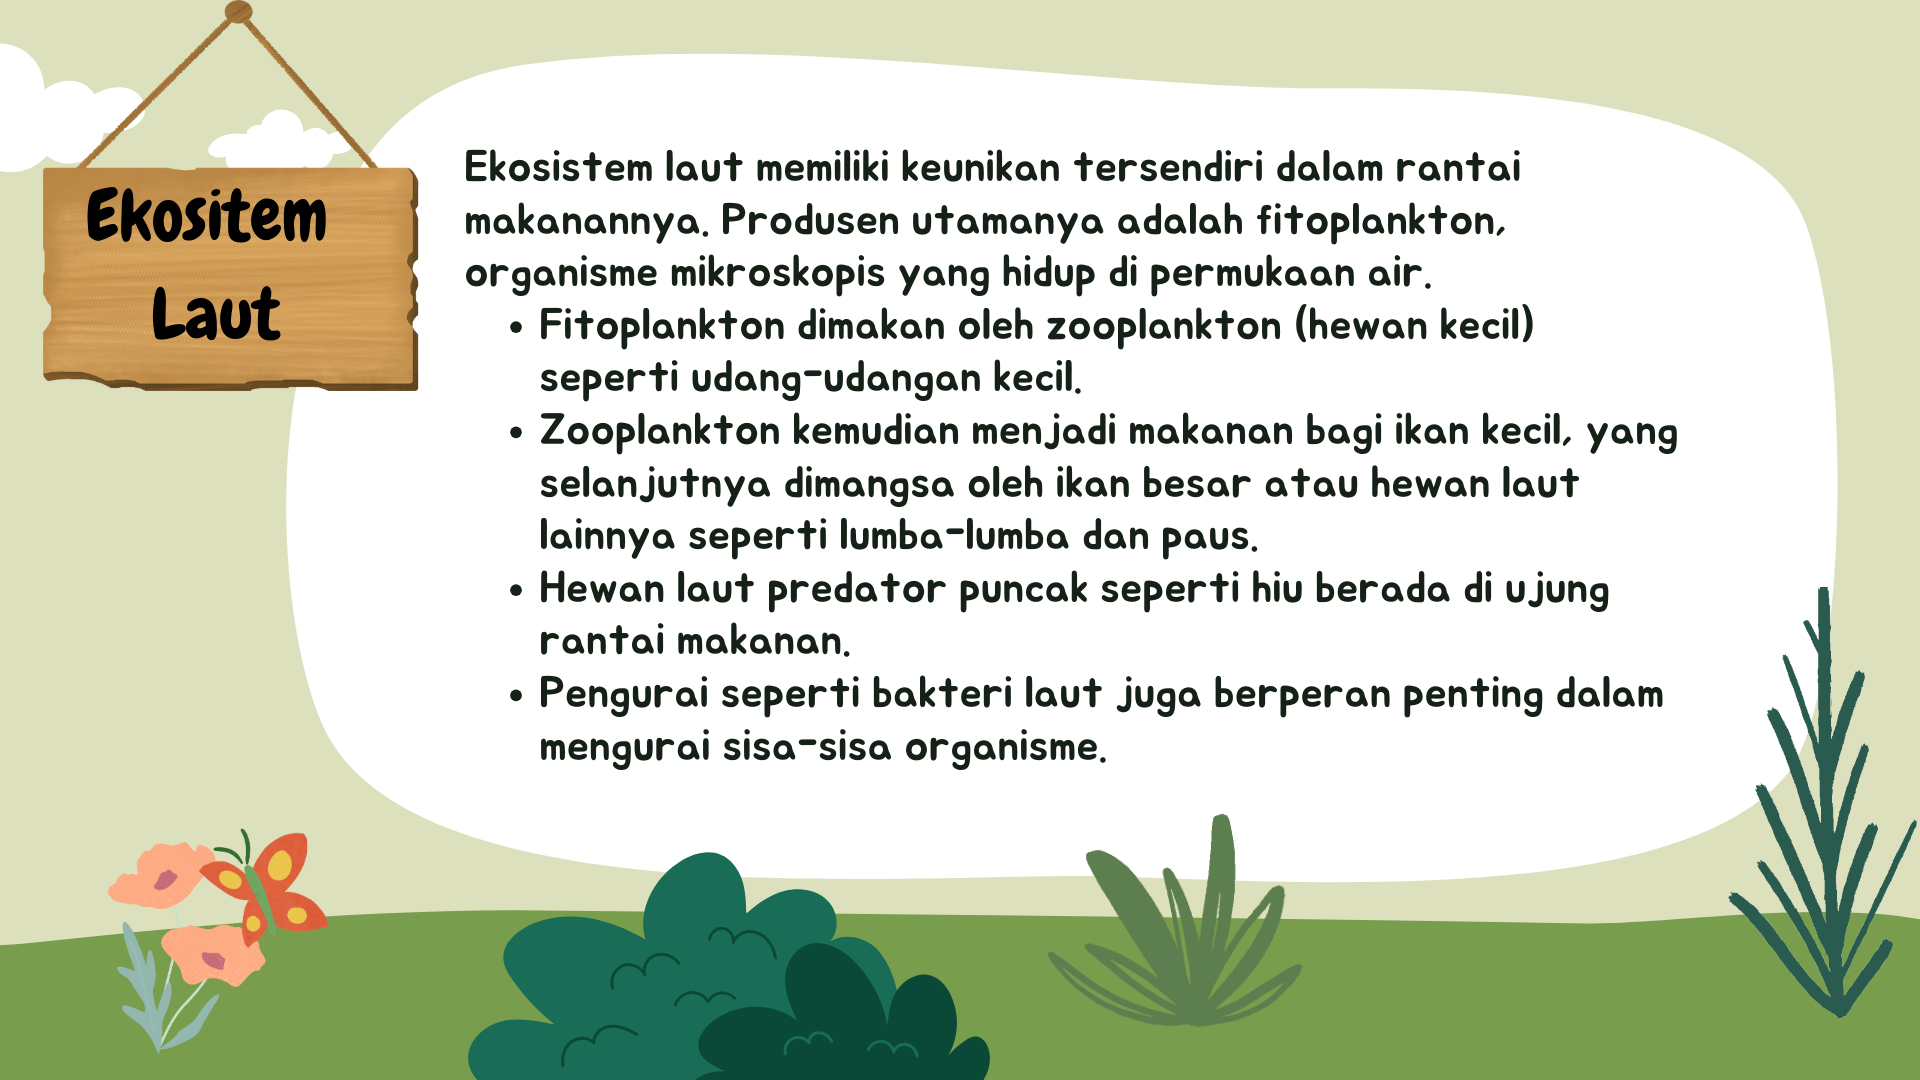 Ekositem
Laut
Ekosistem laut memiliki keunikan tersendiri dalam rantai
makanannya. Produsen utamanya adalah fitoplankton,
organisme mikroskopis yang hidup di permukaan air.
• Fitoplankton dimakan oleh zooplankton (hewan kecil)
seperti udang-udangan kecil.
• Zooplankton kemudian menjadi makanan bagi ikan kecil, yang
selanjutnya dimangsa oleh ikan besar atau hewan laut
lainnya seperti lumba-lumba dan paus.
• Hewan laut predator puncak seperti hiu berada di ujung
rantai makanan.
• Pengurai seperti bakteri laut juga berperan penting dalam
mengurai sisa-sisa organisme.